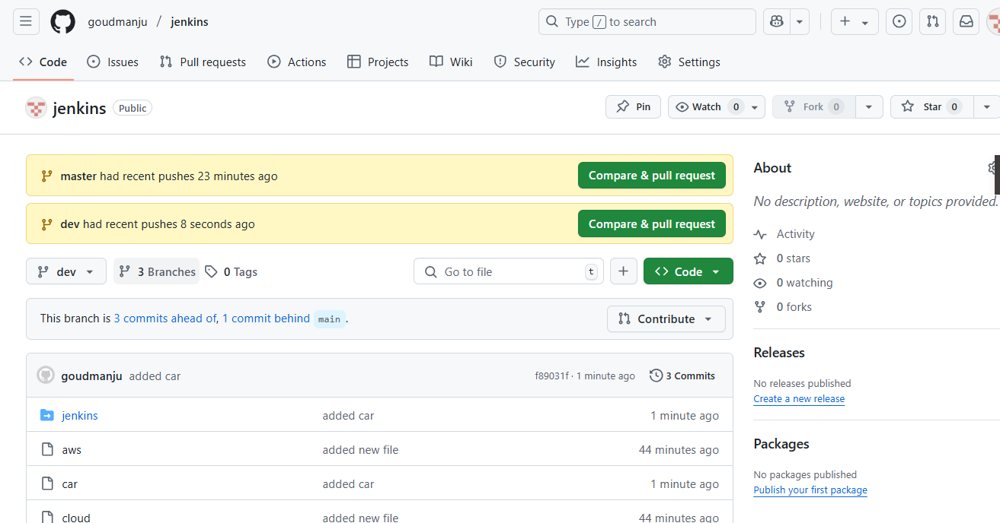 goudmanju / jenkins
Type / to search
Code Issues Pull requests Actions Projects Wiki Security Insights Settings
jenkins Public
Pin Watch 0 Fork 0 Star 0
master had recent pushes 23 minutes ago Compare & pull request
dev had recent pushes 8 seconds ago Compare & pull request
dev 3 Branches 0 Tags Go to file t Code
This branch is 3 commits ahead of, 1 commit behind main .
Contribute
goudmanju added car f89031f · 1 minute ago 3 Commits
jenkins added car 1 minute ago
aws added new file 44 minutes ago
car added car 1 minute ago
cloud added new file 44 minutes ago
About
No description, website, or topics provided.
Activity
0 stars
0 watching
0 forks
Releases
No releases published
Create a new release
Packages
No packages published
Publish your first package